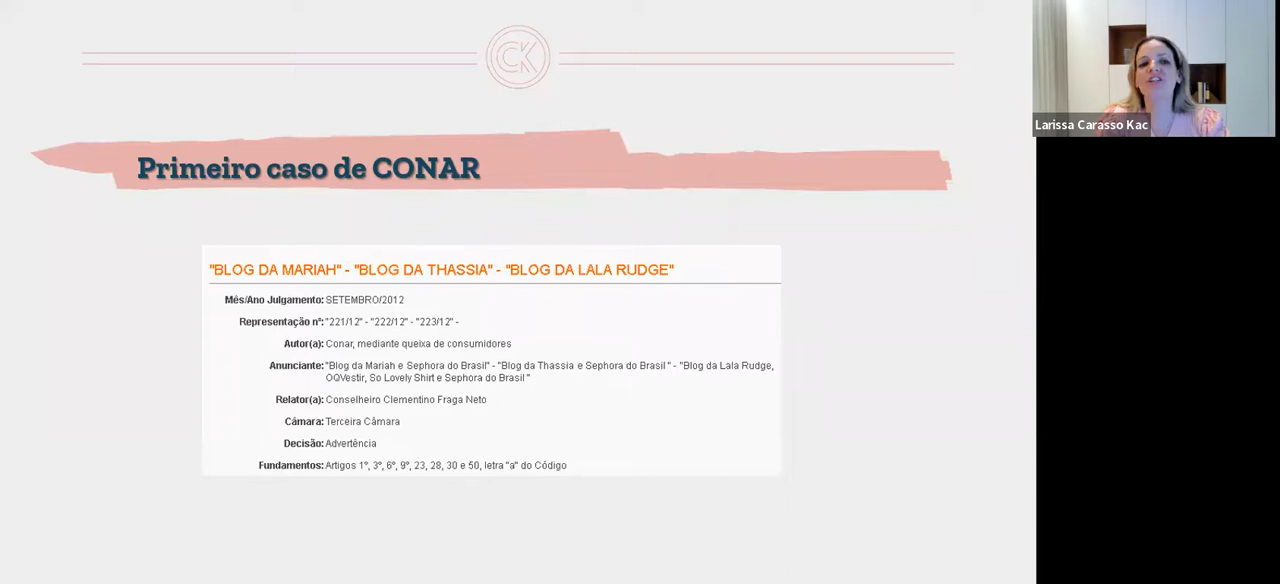 CK
Primeiro caso de CONAR
"BLOG DA MARIAH" - "BLOG DA THASSIA" - "BLOG DA LALA RUDGE"
Mês/Ano Julgamento: SETEMBRO/2012
Representação nº: "221/12" - "222/12" - "223/12" -
Autor(a): Conar, mediante queixa de consumidores
Anunciante: "Blog da Mariah e Sephora do Brasil" - "Blog da Thassia e Sephora do Brasil " - "Blog da Lala Rudge,
OQVestir, So Lovely Shirt e Sephora do Brasil "
Relator(a): Conselheiro Clementino Fraga Neto
Câmara: Terceira Câmara
Decisão: Advertência
Fundamentos: Artigos 1º, 3º, 6º, 9º, 23, 28, 30 e 50, letra "a" do Código
Larissa Carasso Kac